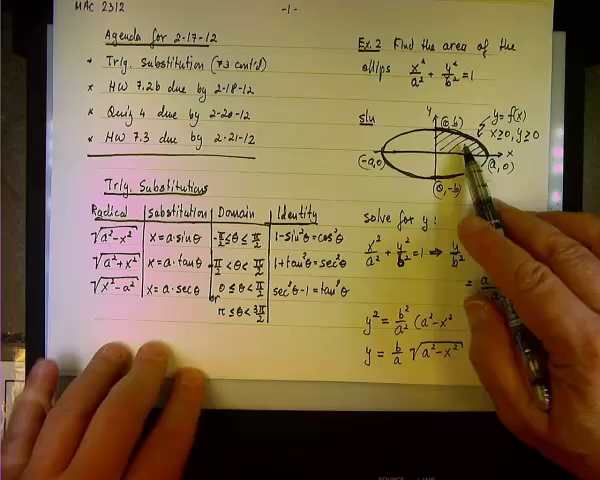 MAC 2312
-1-
Agenda for 2-17-12
* Trig. Substitution (7.3 cont'd)
* HW 7.2b due by 2-18-12
* Quiz 4 due by 2-20-12
* HW 7.3 due by 2-21-12
Trig. Substitutions
Radical substitution Domain Identity
√a²-x² x=a·sinθ -π/2≤θ≤π/2 1-sin²θ=cos²θ
√a²+x² x=a·tanθ -π/2<θ<π/2 1+tan²θ=sec²θ
√x²-a² x=a·secθ 0≤θ<π/2 sec²θ-1=tan²θ
or π≤θ<3π/2
Ex. 2 Find the area of the
ellips x²/a² + y²/b² = 1
sln
y
(0,b)
y=f(x)
x≥0, y≥0
(-a,0)
x
(a,0)
(0,-b)
solve for y:
x²/a² + y²/b² = 1 ⇒ y/b²
= a
y² = b²/a² (a²-x²
y = b/a √a²-x²